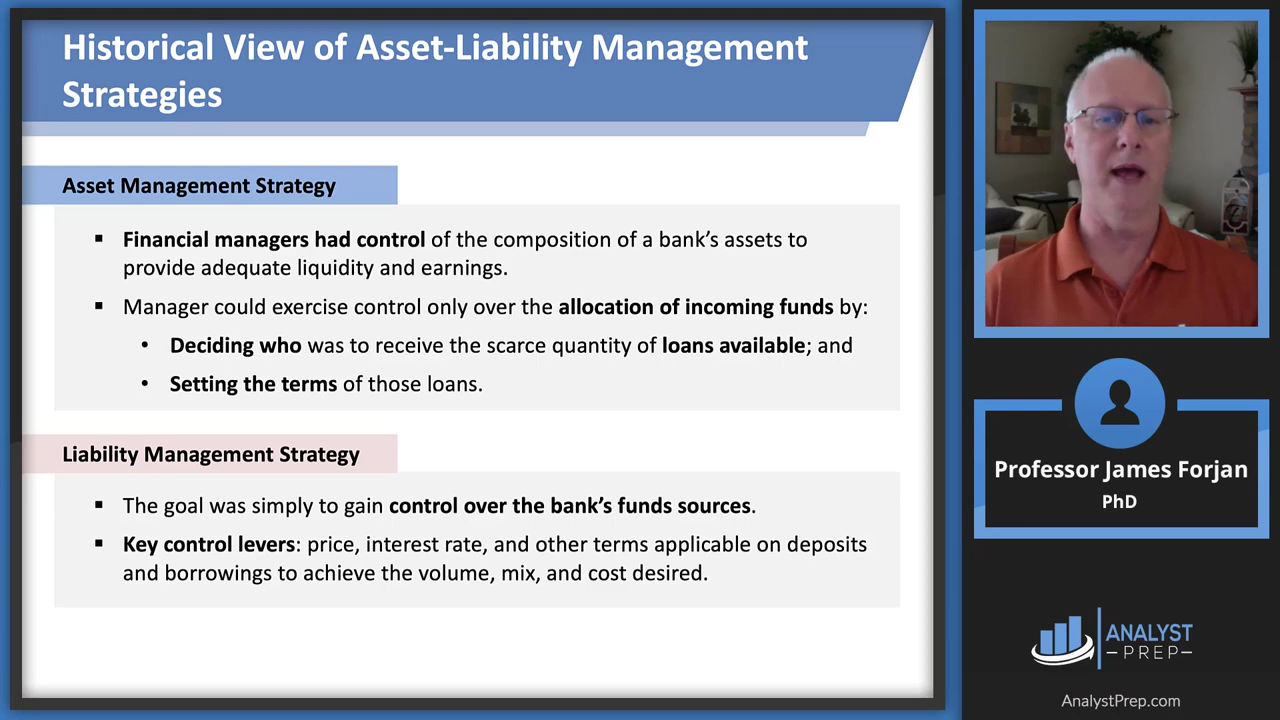 Historical View of Asset-Liability Management
Strategies
Asset Management Strategy
▪ Financial managers had control of the composition of a bank’s assets to
provide adequate liquidity and earnings.
▪ Manager could exercise control only over the allocation of incoming funds by:
• Deciding who was to receive the scarce quantity of loans available; and
• Setting the terms of those loans.
Liability Management Strategy
▪ The goal was simply to gain control over the bank’s funds sources.
▪ Key control levers: price, interest rate, and other terms applicable on deposits
and borrowings to achieve the volume, mix, and cost desired.
Professor James Forjan
PhD
ANALYST
–PREP–
AnalystPrep.com